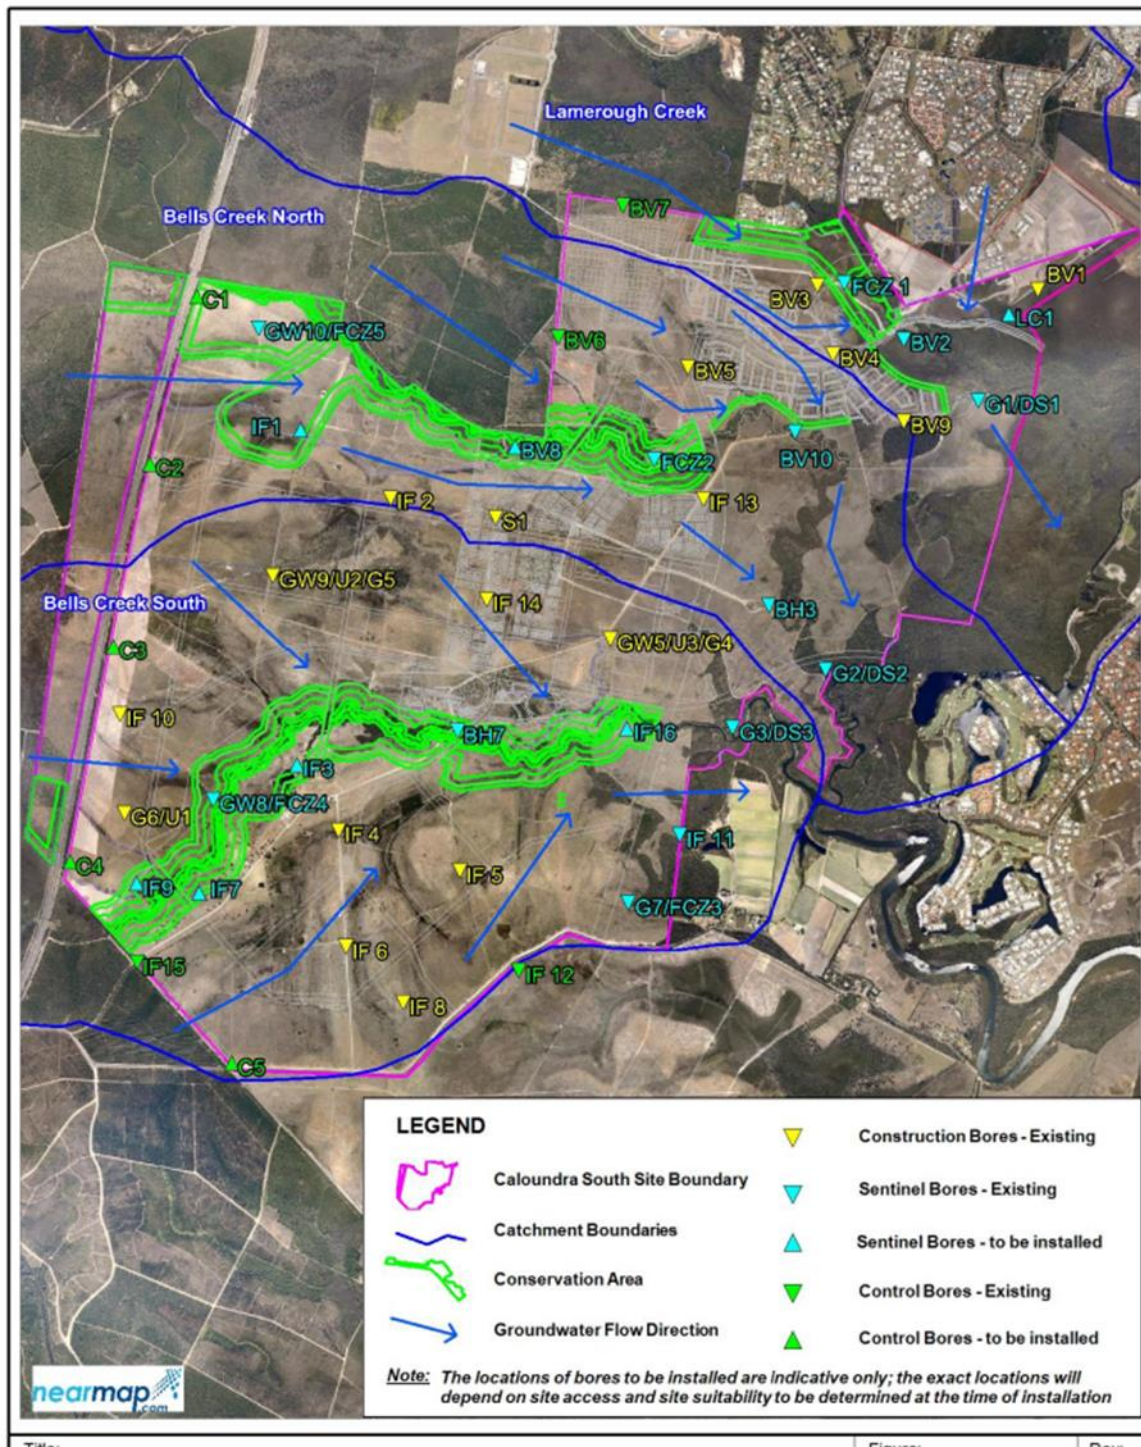 Lamerough Creek
Bells Creek North
BV7
FCZ 1
BV1
BV3
C1
LC1
GW10/FCZ5
BV6
BV2
BV4
BV5
G1/DS1
BV9
IF1
BV10
BV8
FCZ2
C2
IF 2
IF 13
S1
GW9/U2/G5
Bells Creek South
IF 14
BH3
GW5/U3/G4
C3
G2/DS2
IF 10
BH7
IF16
G3/DS3
IF3
GW8/FCZ4
G6/U1
IF 4
IF 11
C4
IF 5
IF9
IF7
G7/FCZ3
IF 6
IF15
IF 12
IF 8
C5
LEGEND
Caloundra South Site Boundary
Catchment Boundaries
Conservation Area
Groundwater Flow Direction
Construction Bores - Existing
Sentinel Bores - Existing
Sentinel Bores - to be installed
Control Bores - Existing
Control Bores - to be installed
Note: The locations of bores to be installed are indicative only; the exact locations will
depend on site access and site suitability to be determined at the time of installation
nearmap
.com